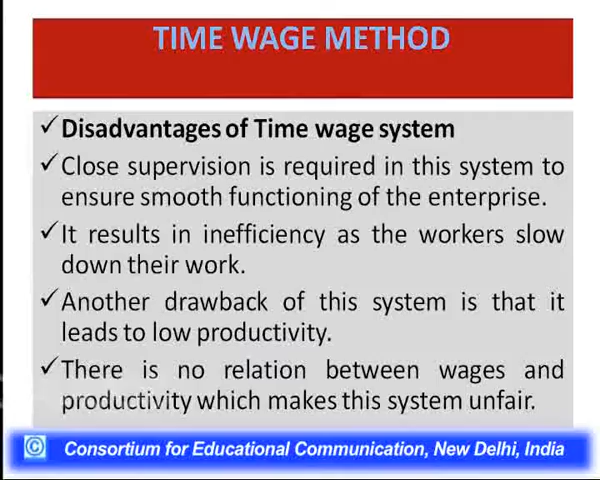 TIME WAGE METHOD
✓ Disadvantages of Time wage system
✓ Close supervision is required in this system to
ensure smooth functioning of the enterprise.
✓ It results in inefficiency as the workers slow
down their work.
✓ Another drawback of this system is that it
leads to low productivity.
✓ There is no relation between wages and
productivity which makes this system unfair.
© Consortium for Educational Communication, New Delhi, India